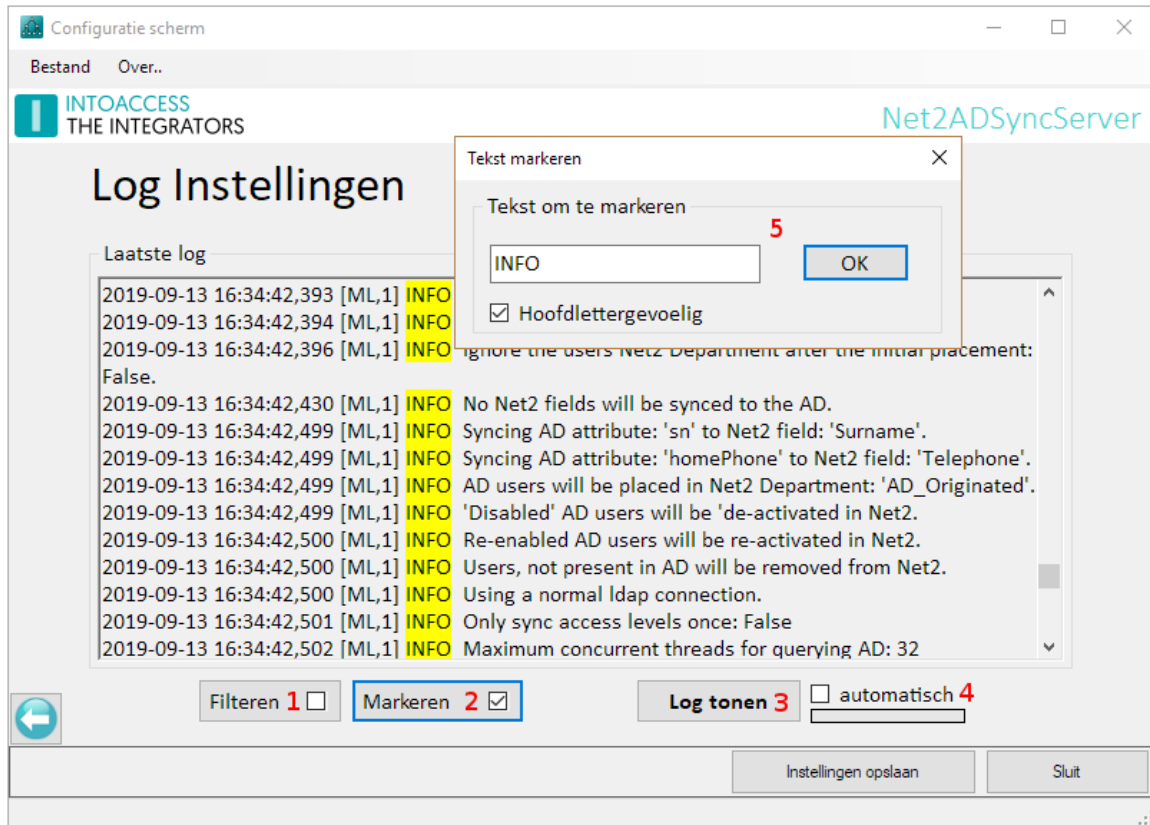 Configuratie scherm
Bestand Over..
INTOACCESS
THE INTEGRATORS
Net2ADSyncServer
Log Instellingen
Tekst markeren
Tekst om te markeren
5
INFO
OK
Hoofdlettergevoelig
Laatste log
2019-09-13 16:34:42,393 [ML,1] INFO
2019-09-13 16:34:42,394 [ML,1] INFO
2019-09-13 16:34:42,396 [ML,1] INFO Ignore the users Net2 Department after the initial placement:
False.
2019-09-13 16:34:42,430 [ML,1] INFO No Net2 fields will be synced to the AD.
2019-09-13 16:34:42,499 [ML,1] INFO Syncing AD attribute: 'sn' to Net2 field: 'Surname'.
2019-09-13 16:34:42,499 [ML,1] INFO Syncing AD attribute: 'homePhone' to Net2 field: 'Telephone'.
2019-09-13 16:34:42,499 [ML,1] INFO AD users will be placed in Net2 Department: 'AD_Originated'.
2019-09-13 16:34:42,499 [ML,1] INFO 'Disabled' AD users will be 'de-activated in Net2.
2019-09-13 16:34:42,500 [ML,1] INFO Re-enabled AD users will be re-activated in Net2.
2019-09-13 16:34:42,500 [ML,1] INFO Users, not present in AD will be removed from Net2.
2019-09-13 16:34:42,500 [ML,1] INFO Using a normal ldap connection.
2019-09-13 16:34:42,501 [ML,1] INFO Only sync access levels once: False
2019-09-13 16:34:42,502 [ML,1] INFO Maximum concurrent threads for querying AD: 32
Filteren 1
Markeren 2
Log tonen 3
automatisch 4
Instellingen opslaan
Sluit